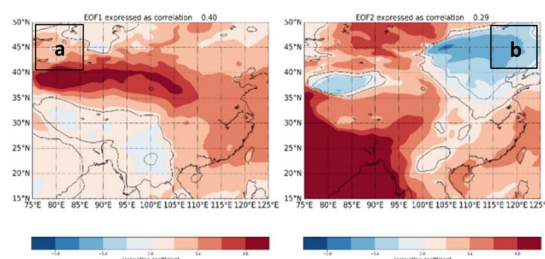 EOF1 expressed as correlation 0.40
50°N
45°N
40°N
35°N
30°N
25°N
20°N
15°N
75°E 80°E 85°E 90°E 95°E 100°E 105°E 110°E 115°E 120°E 125°E
a
EOF2 expressed as correlation 0.29
50°N
45°N
40°N
35°N
30°N
25°N
20°N
15°N
75°E 80°E 85°E 90°E 95°E 100°E 105°E 110°E 115°E 120°E 125°E
b